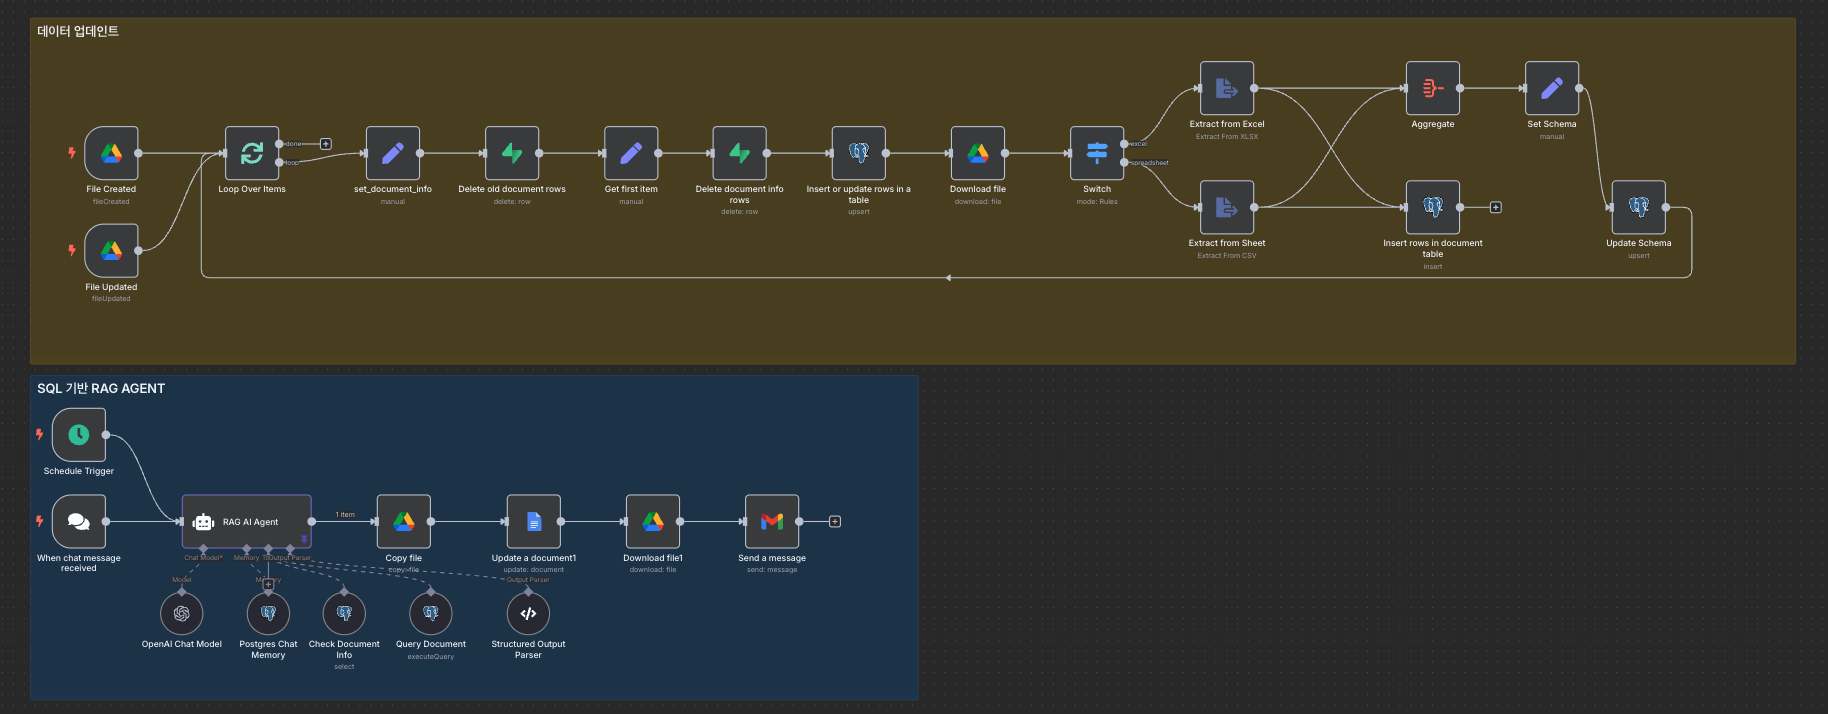 데이터 업데인트
File Created
fileCreated
File Updated
fileUpdated
done
loop
Loop Over Items
set_document_info
manual
Delete old document rows
delete: row
Get first item
manual
Delete document info
rows
delete: row
Insert or update rows in a
table
upsert
Download file
download: file
excel
spreadsheet
Switch
mode: Rules
Extract from Excel
Extract From XLSX
Extract from Sheet
Extract From CSV
Aggregate
Insert rows in document
table
insert
Set Schema
manual
Update Schema
upsert
SQL 기반 RAG AGENT
Schedule Trigger
When chat message
received
RAG AI Agent
Chat Model*
Memory
Output Parser
1 item
Copy file
copy: file
Update a document1
update: document
Download file1
download: file
Send a message
send: message
Model
Memory
Output Parser
OpenAI Chat Model
Postgres Chat
Memory
Check Document
Info
select
Query Document
executeQuery
Structured Output
Parser